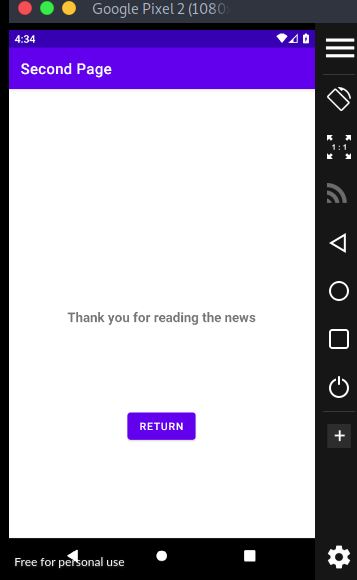 Google Pixel 2 (1080
4:34
Second Page
1 : 1
Thank you for reading the news
RETURN
Free for personal use